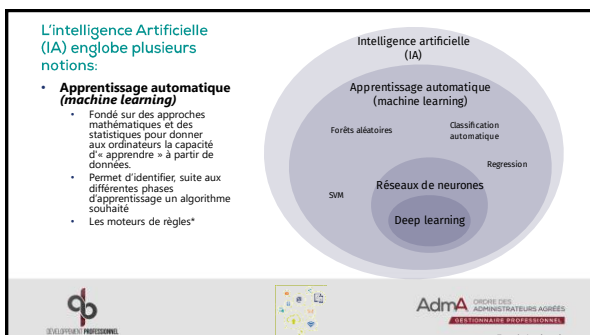 L'intelligence Artificielle
(IA) englobe plusieurs
notions:
• Apprentissage automatique
(machine learning)
• Fondé sur des approches
mathématiques et des
statistiques pour donner
aux ordinateurs la capacité
d'« apprendre » à partir de
données.
• Permet d'identifier, suite aux
différentes phases
d'apprentissage un algorithme
souhaité
• Les moteurs de règles*
Intelligence artificielle
(IA)
Apprentissage automatique
(machine learning)
Forêts aléatoires
Classification
automatique
Regression
SVM
Réseaux de neurones
Deep learning
DÉVELOPPEMENT PROFESSIONNEL
AdmA
ORDRE DES
ADMINISTRATEURS AGRÉÉS
GESTIONNAIRE PROFESSIONNEL